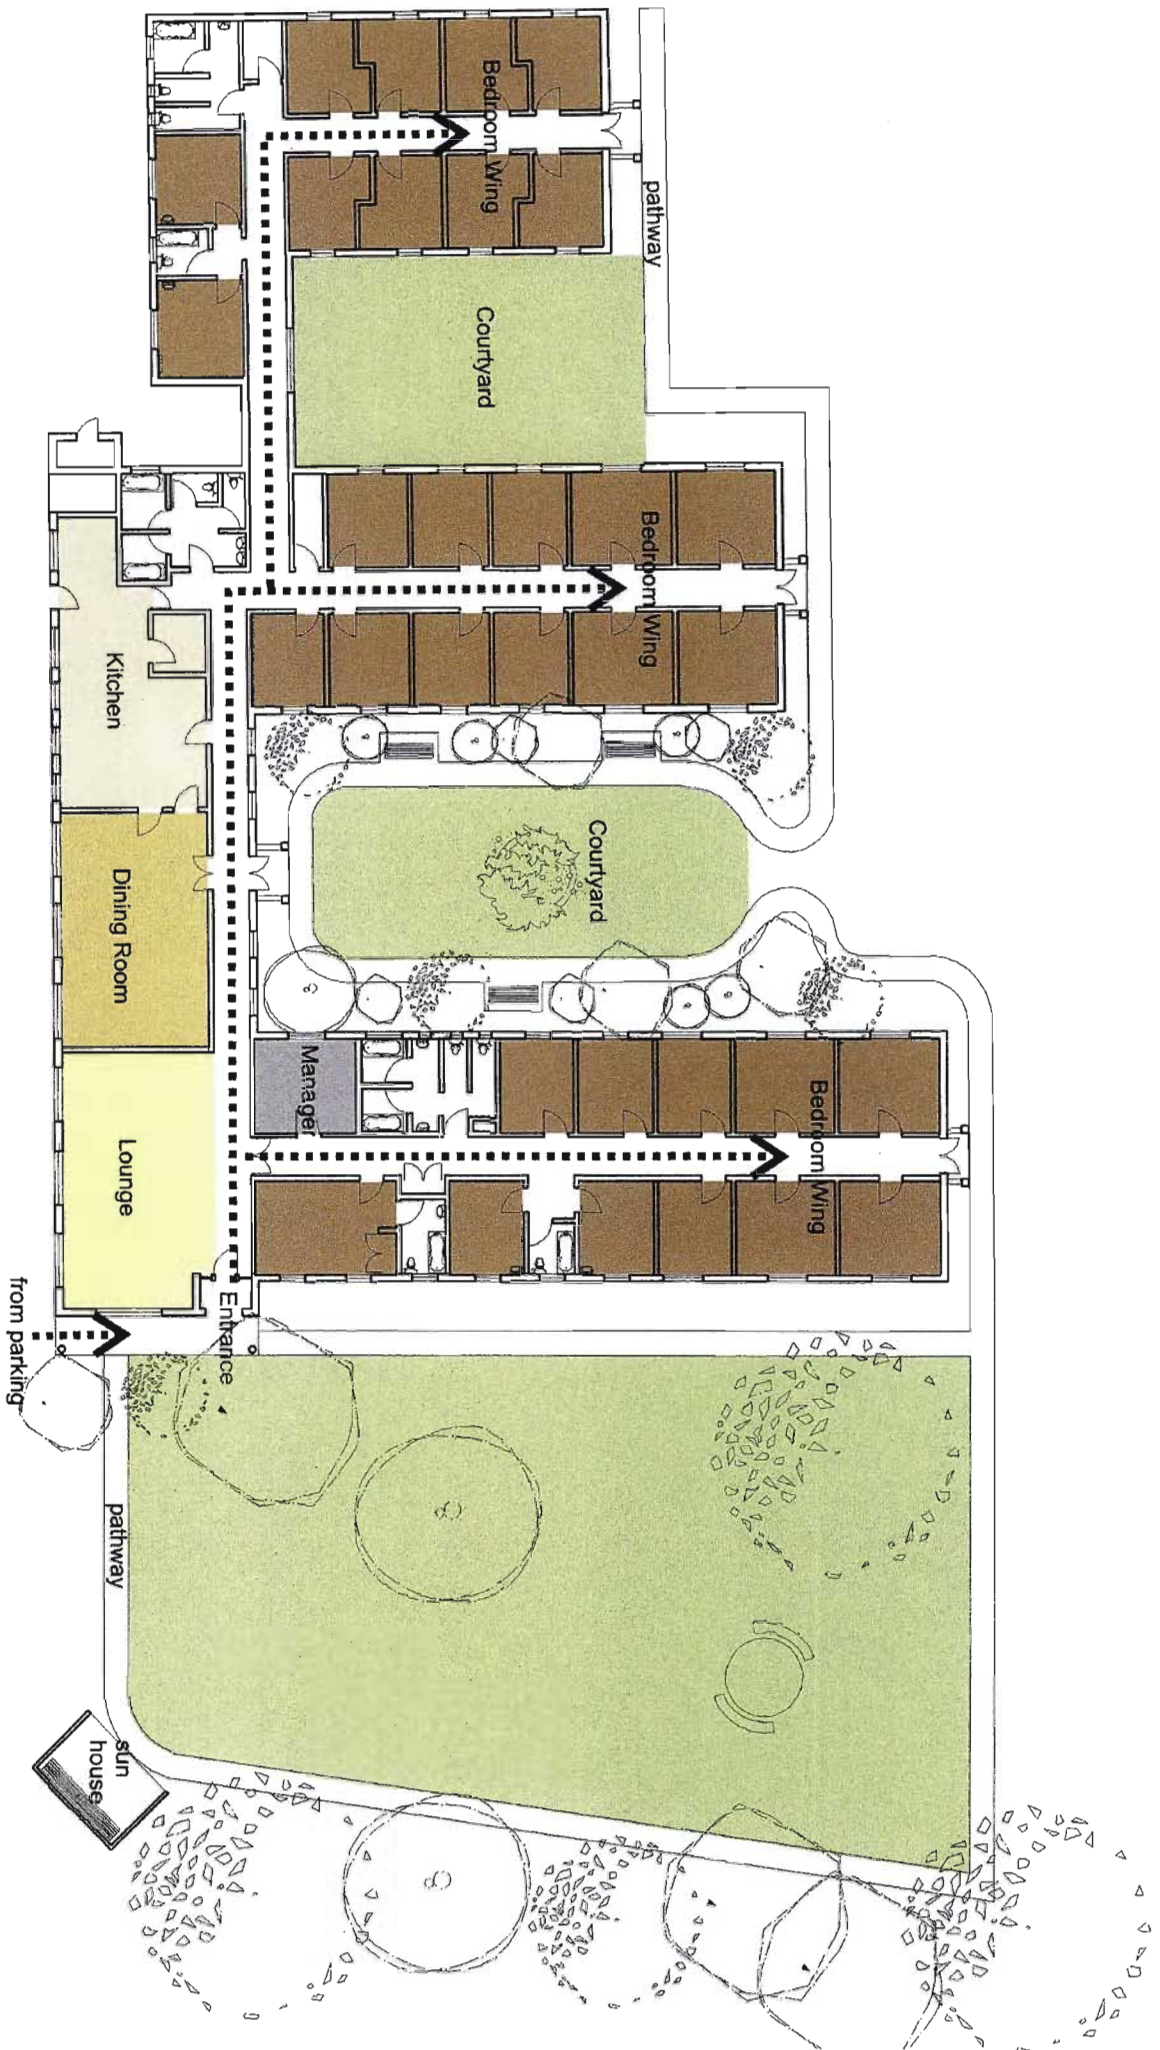 Bedroom Wing
pathway
Courtyard
Bedroom Wing
Kitchen
Courtyard
Dining Room
Manager
Bedroom Wing
Lounge
Entrance
from parking
pathway
sun
house